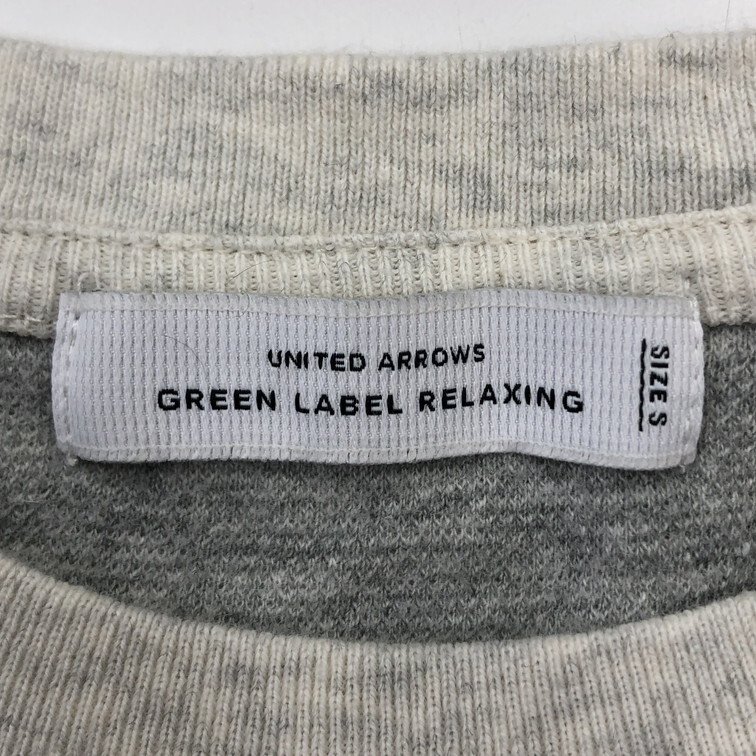 UNITED ARROWS
GREEN LABEL RELAXING
SIZE S